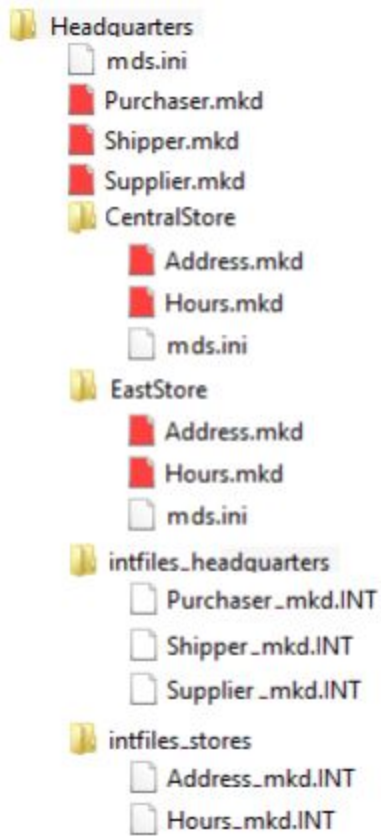 Headquarters
mds.ini
Purchaser.mkd
Shipper.mkd
Supplier.mkd
CentralStore
Address.mkd
Hours.mkd
mds.ini
EastStore
Address.mkd
Hours.mkd
mds.ini
intfiles_headquarters
Purchaser_mkd.INT
Shipper_mkd.INT
Supplier_mkd.INT
intfiles_stores
Address_mkd.INT
Hours_mkd.INT